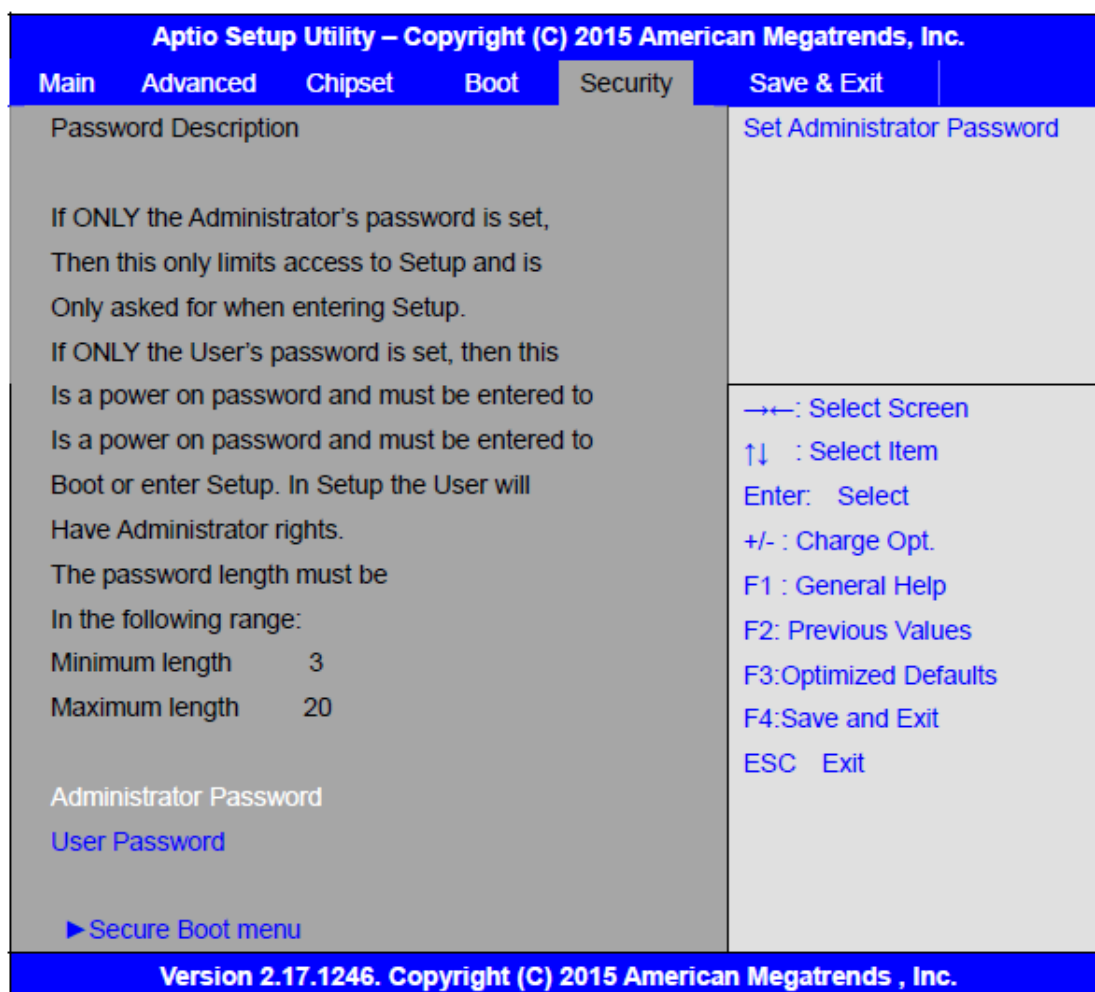 Aptio Setup Utility – Copyright (C) 2015 American Megatrends, Inc.
Main Advanced Chipset Boot Security Save & Exit
Password Description
If ONLY the Administrator's password is set,
Then this only limits access to Setup and is
Only asked for when entering Setup.
If ONLY the User's password is set, then this
Is a power on password and must be entered to
Is a power on password and must be entered to
Boot or enter Setup. In Setup the User will
Have Administrator rights.
The password length must be
In the following range:
Minimum length 3
Maximum length 20
Administrator Password
User Password
►Secure Boot menu
Set Administrator Password
→←: Select Screen
↑↓ : Select Item
Enter: Select
+/- : Charge Opt.
F1 : General Help
F2: Previous Values
F3:Optimized Defaults
F4:Save and Exit
ESC Exit
Version 2.17.1246. Copyright (C) 2015 American Megatrends , Inc.